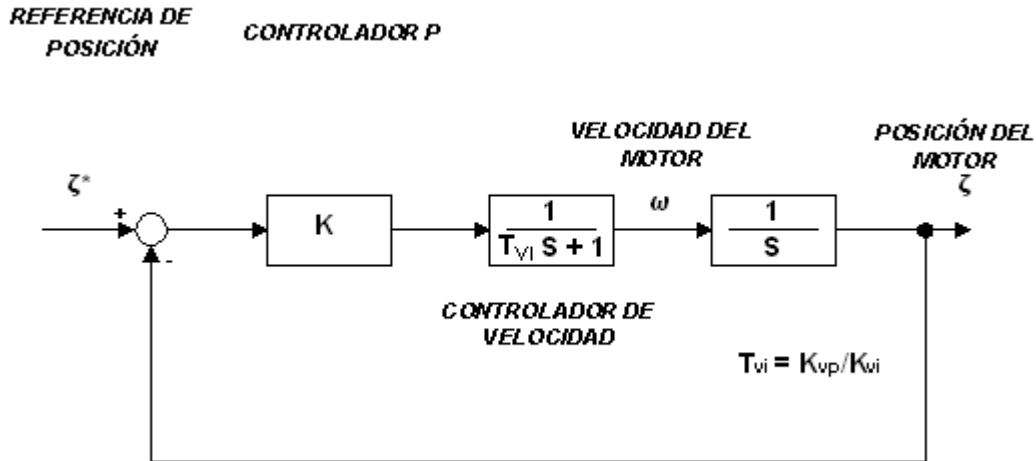 REFERENCIA DE
POSICIÓN
CONTROLADOR P
VELOCIDAD DEL
MOTOR
POSICIÓN DEL
MOTOR
ζ*
+
-
K
1
T_VI S + 1
ω
1
S
ζ
CONTROLADOR DE
VELOCIDAD
Tvi = Kvp/Kvi